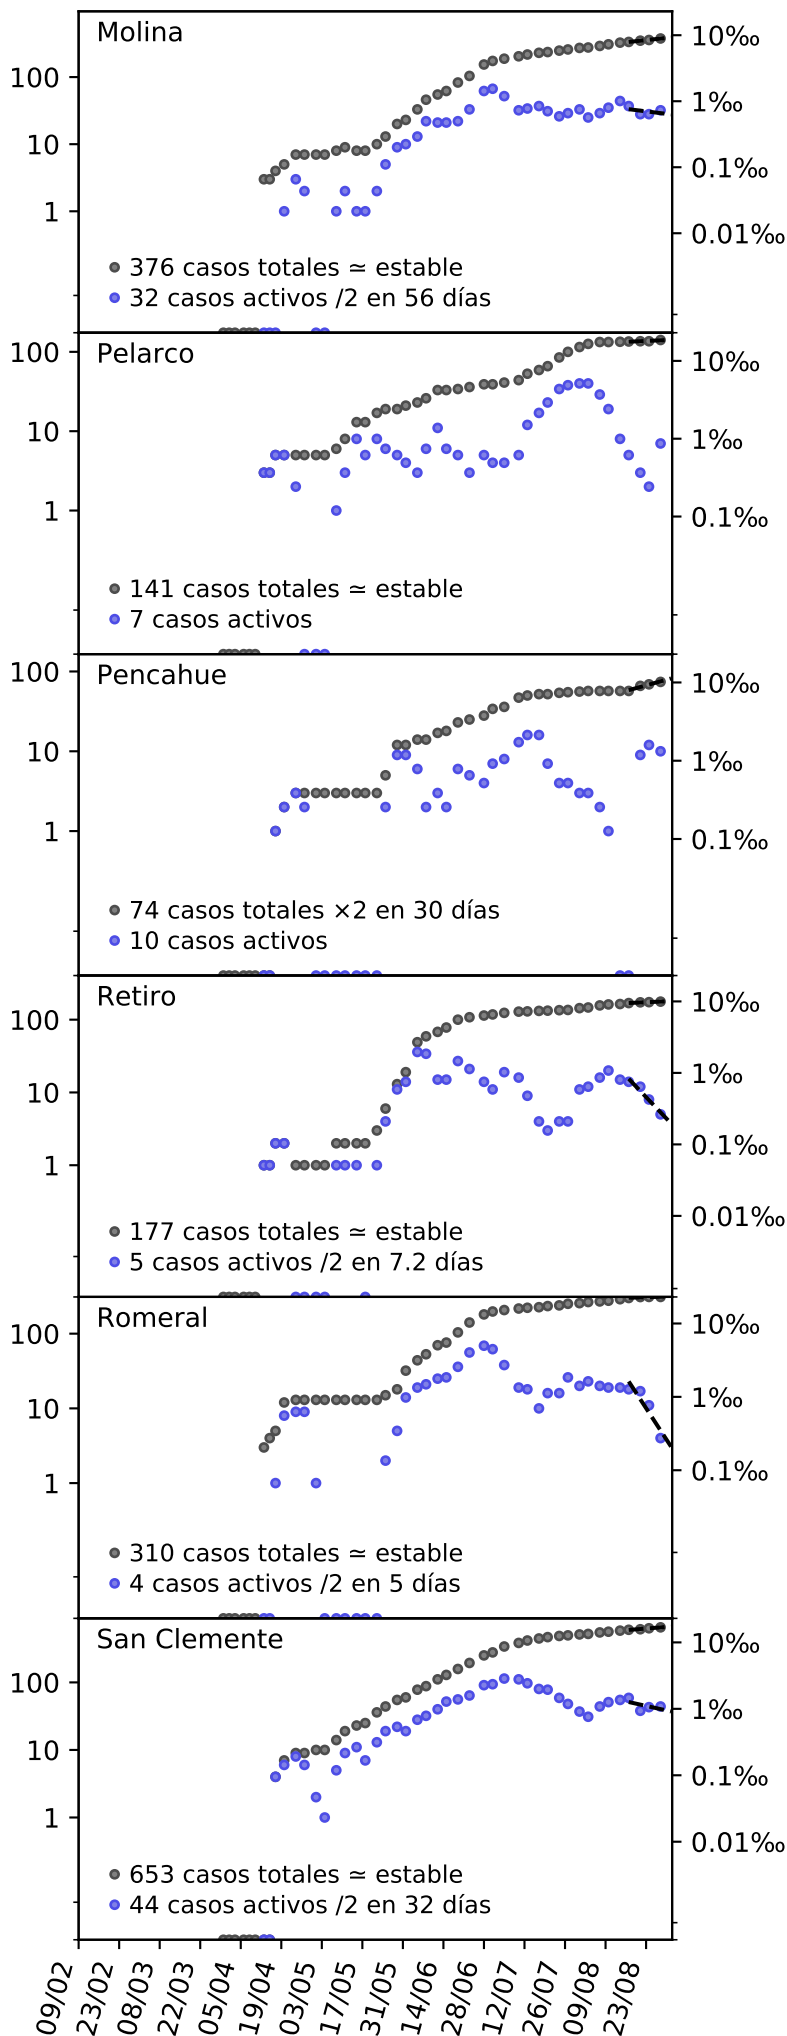 Molina
100
10
1
10‰
1‰
0.1‰
0.01‰
376 casos totales ≃ estable
32 casos activos /2 en 56 días
Pelarco
100
10
1
10‰
1‰
0.1‰
141 casos totales ≃ estable
7 casos activos
Pencahue
100
10
1
10‰
1‰
0.1‰
74 casos totales ×2 en 30 días
10 casos activos
Retiro
100
10
1
10‰
1‰
0.1‰
0.01‰
177 casos totales ≃ estable
5 casos activos /2 en 7.2 días
Romeral
100
10
1
10‰
1‰
0.1‰
310 casos totales ≃ estable
4 casos activos /2 en 5 días
San Clemente
100
10
1
10‰
1‰
0.1‰
0.01‰
653 casos totales ≃ estable
44 casos activos /2 en 32 días
09/02 23/02 08/03 22/03 05/04 19/04 03/05 17/05 31/05 14/06 28/06 12/07 26/07 09/08 23/08